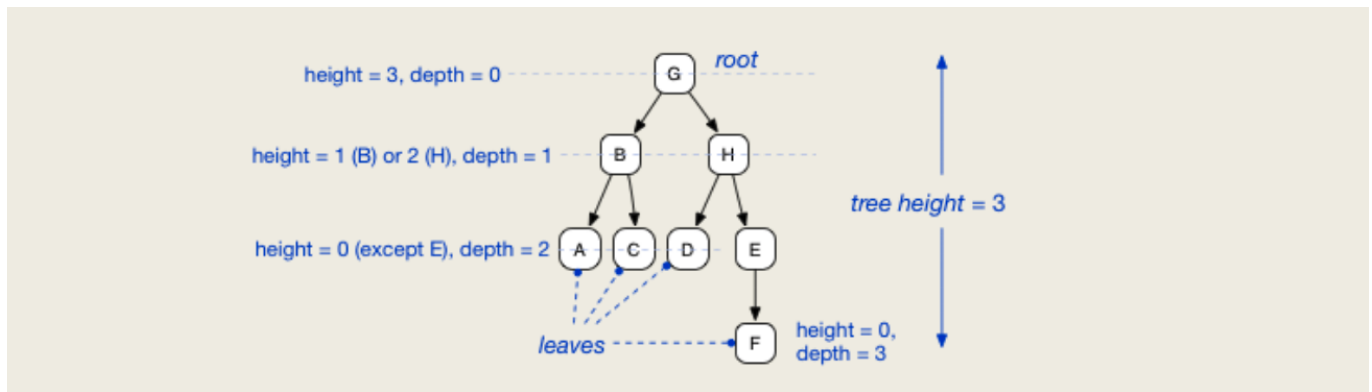 root
height = 3, depth = 0
G
height = 1 (B) or 2 (H), depth = 1
B
H
tree height = 3
height = 0 (except E), depth = 2
A
C
D
E
leaves
F
height = 0,
depth = 3